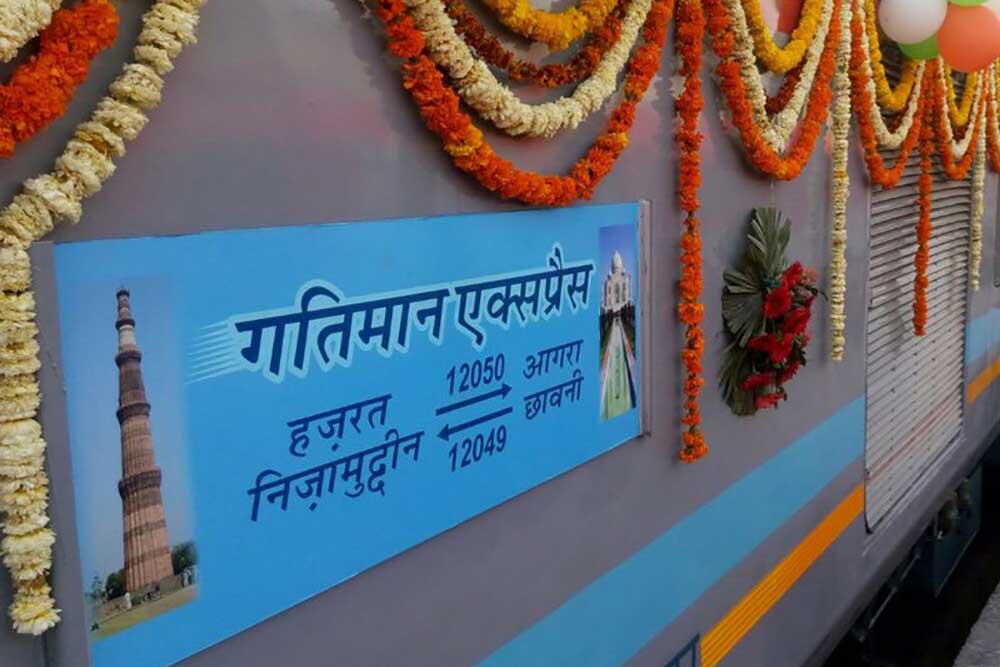 गतिमान एक्सप्रैस
हज़रत
निज़ामुद्दीन
12050
12049
आगरा
छावनी